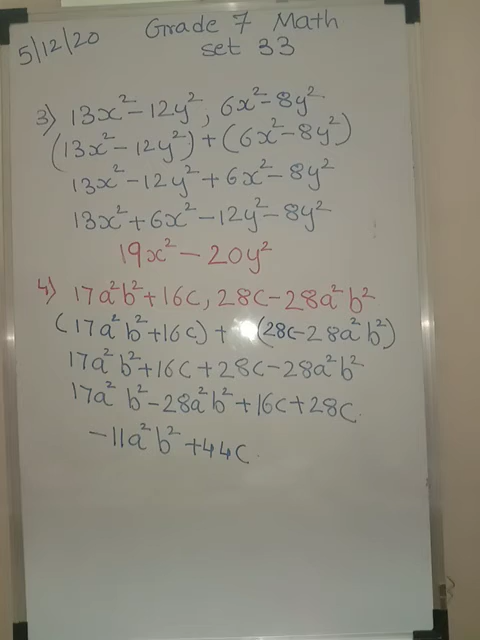 Grade 7 Math
5/12/20
set 33
3) 13x²-12y², 6x²-8y²
(13x²-12y²)+(6x²-8y²)
13x²-12y²+6x²-8y²
13x²+6x²-12y²-8y²
19x²-20y²
4) 17a²b²+16c, 28c-28a²b²
(17a²b²+16c)+(28c-28a²b²)
17a²b²+16c+28c-28a²b²
17a²b²-28a²b²+16c+28c
-11a²b²+44c